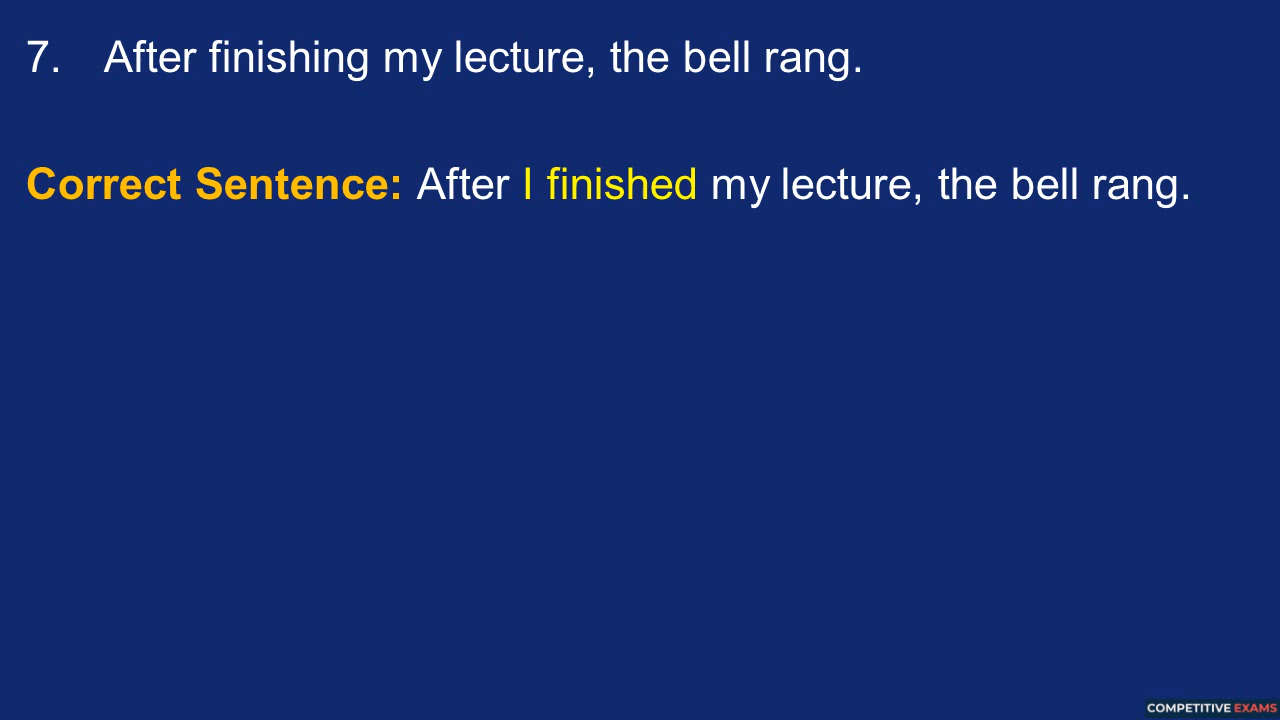 7. After finishing my lecture, the bell rang.
Correct Sentence: After I finished my lecture, the bell rang.
COMPETITIVE EXAMS